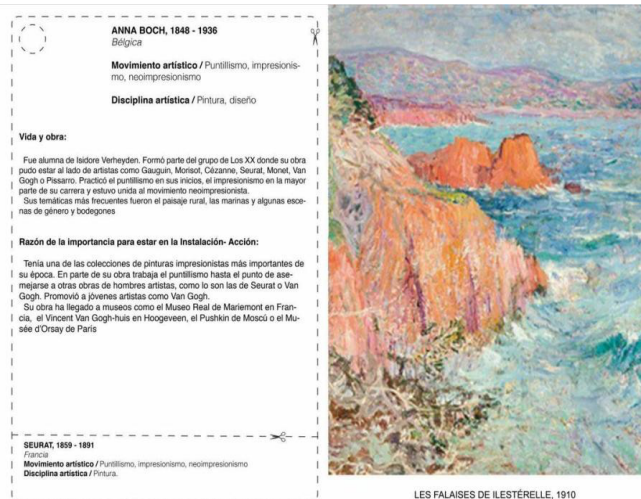 ANNA BOCH, 1848 - 1936
Bélgica
Movimiento artístico / Puntillismo, impresionis-
mo, neoimpresionismo
Disciplina artística / Pintura, diseño
Vida y obra:
Fue alumna de Isidore Verheyden. Formó parte del grupo de Los XX donde su obra
pudo estar al lado de artistas como Gauguin, Morisot, Cézanne, Seurat, Monet, Van
Gogh o Pissarro. Practicó el puntillismo en sus inicios, el impresionismo en la mayor
parte de su carrera y estuvo unida al movimiento neoimpresionista.
Sus temáticas más frecuentes fueron el paisaje rural, las marinas y algunas esce-
nas de género y bodegones
Razón de la importancia para estar en la Instalación- Acción:
Tenía una de las colecciones de pinturas impresionistas más importantes de
su época. En parte de su obra trabaja el puntillismo hasta el punto de ase-
mejarse a otras obras de hombres artistas, como lo son las de Seurat o Van
Gogh. Promovió a jóvenes artistas como Van Gogh.
Su obra ha llegado a museos como el Museo Real de Mariemont en Fran-
cia, el Vincent Van Gogh-huis en Hoogeveen, el Pushkin de Moscú o el Mu-
sée d'Orsay de París
SEURAT, 1859 - 1891
Francia
Movimiento artístico / Puntillismo, impresionismo, neoimpresionismo
Disciplina artística / Pintura.
LES FALAISES DE ILESTÉRELLE, 1910